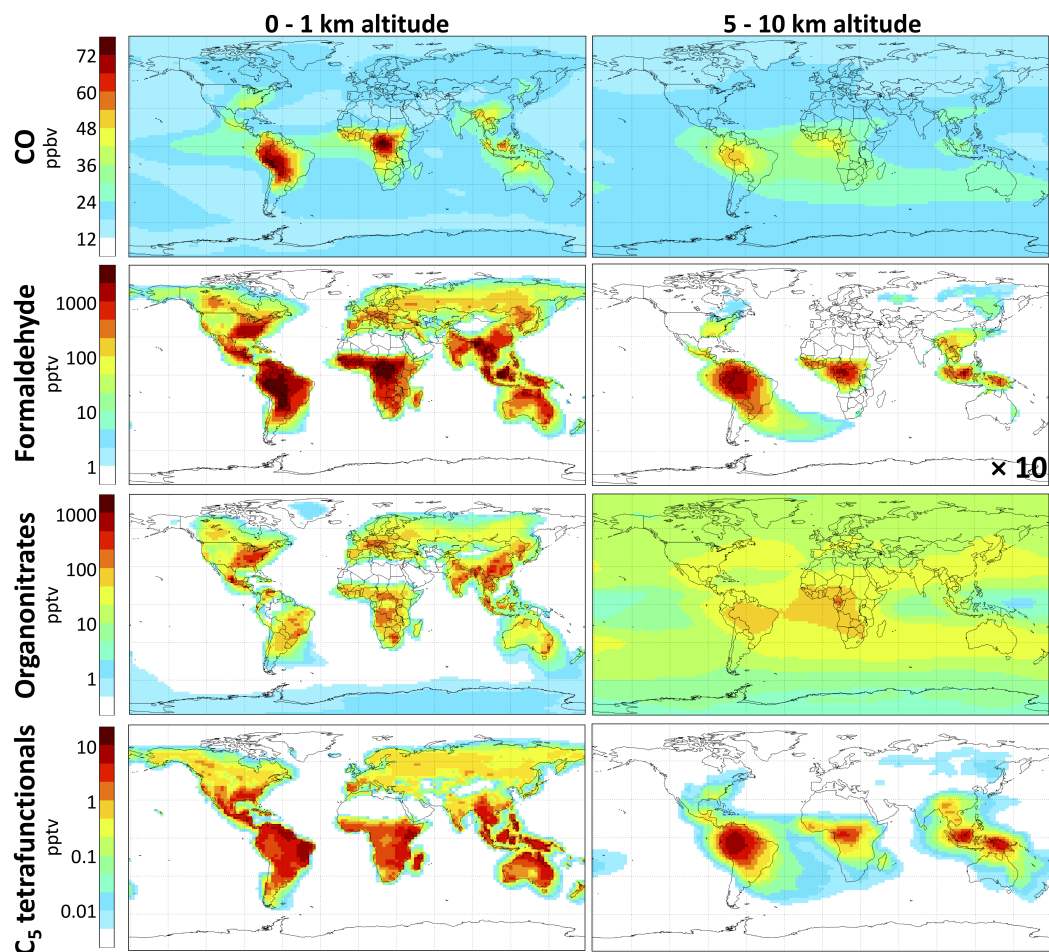 0 - 1 km altitude
5 - 10 km altitude
CO
ppbv
72
60
48
36
24
12
Formaldehyde
pptv
1000
100
10
1
× 10
Organonitrates
pptv
1000
100
10
1
C₅ tetrafunctionals
pptv
10
1
0.1
0.01